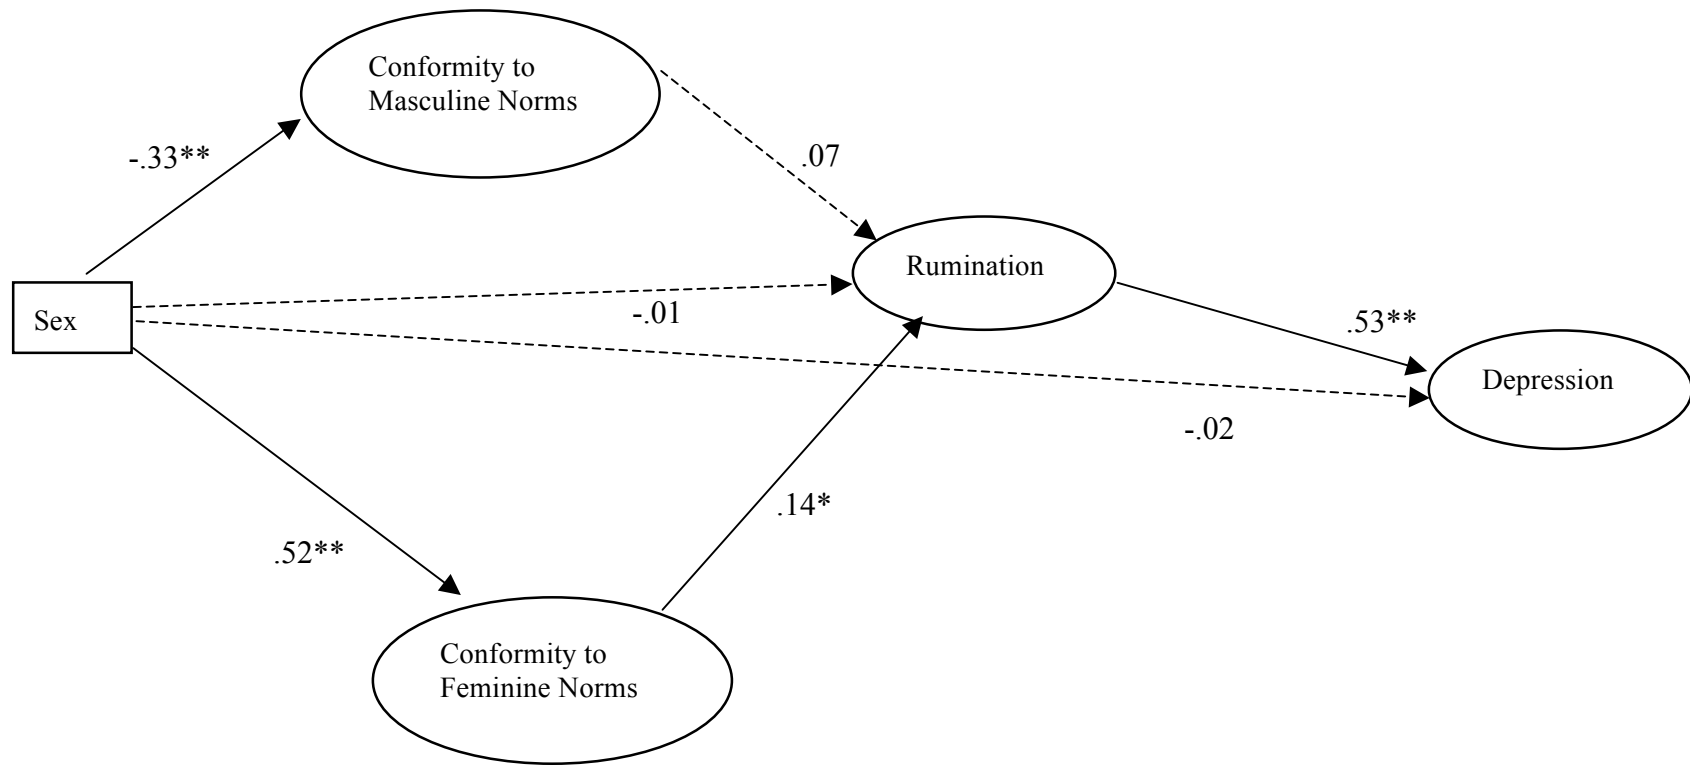 Conformity to
Masculine Norms
-.33**
.07
Rumination
Sex
-.01
.53**
Depression
-.02
.14*
.52**
Conformity to
Feminine Norms